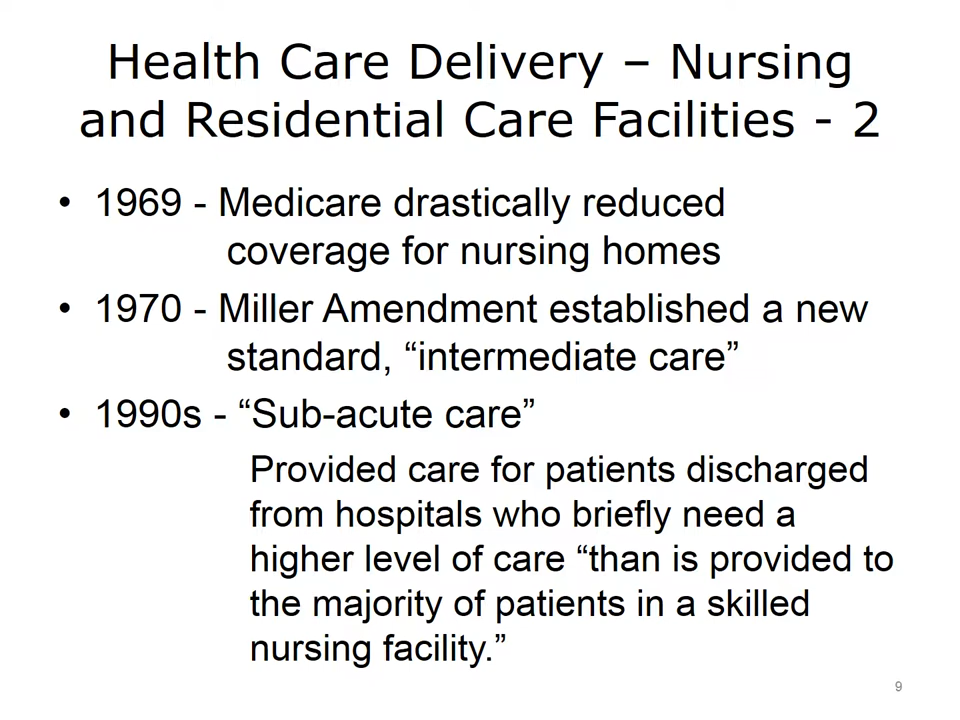 Health Care Delivery – Nursing
and Residential Care Facilities - 2
• 1969 - Medicare drastically reduced
coverage for nursing homes
• 1970 - Miller Amendment established a new
standard, “intermediate care”
• 1990s - “Sub-acute care”
Provided care for patients discharged
from hospitals who briefly need a
higher level of care “than is provided to
the majority of patients in a skilled
nursing facility.”
9